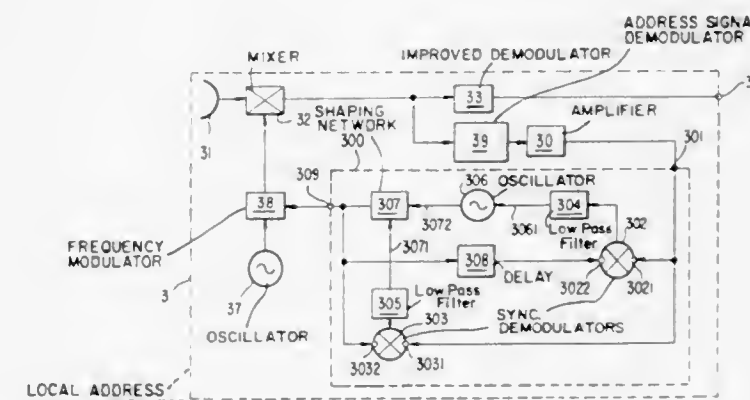 ADDRESS SIGNA
DEMODULATOR
MIXER
IMPROVED DEMODULATOR
33
31
32
SHAPING
NETWORK
300
AMPLIFIER
39
30
301
309
306
OSCILLATOR
38
307
3072
3061
304
302
Low Pass
Filter
FREQUENCY
MODULATOR
3071
308
DELAY
3022
3021
3
37
305
Low Pass
Filter
OSCILLATOR
303
SYNC.
DEMODULATORS
3032
3031
LOCAL ADDRESS